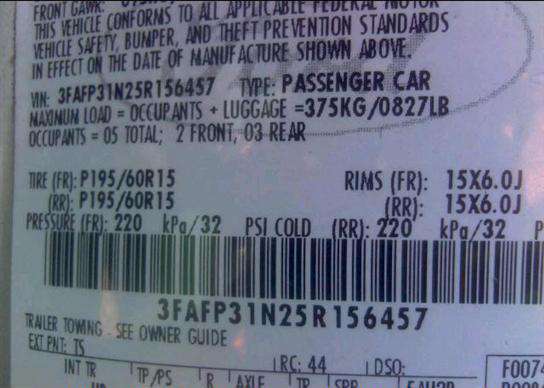 FRONT GAWR:
THIS VEHICLE CONFORMS TO ALL APPLICABLE FEDERAL MOTOR
VEHICLE SAFETY, BUMPER, AND THEFT PREVENTION STANDARDS
IN EFFECT ON THE DATE OF MANUFACTURE SHOWN ABOVE.
VIN: 3FAFP31N25R156457 TYPE: PASSENGER CAR
MAXIMUM LOAD = OCCUPANTS + LUGGAGE =375KG/0827LB
OCCUPANTS = 05 TOTAL; 2 FRONT, 03 REAR
TIRE (FR): P195/60R15 RIMS (FR): 15X6.0J
(RR): P195/60R15 (RR): 15X6.0J
PRESSURE (FR): 220 kPa/32 PSI COLD (RR): 220 kPa/32 P
3FAFP31N25R156457
TRAILER TOWING - SEE OWNER GUIDE
EXT PNT: TS RC: 44 DSO: F0074
INT TR TP/PS R AXLE TR SPR